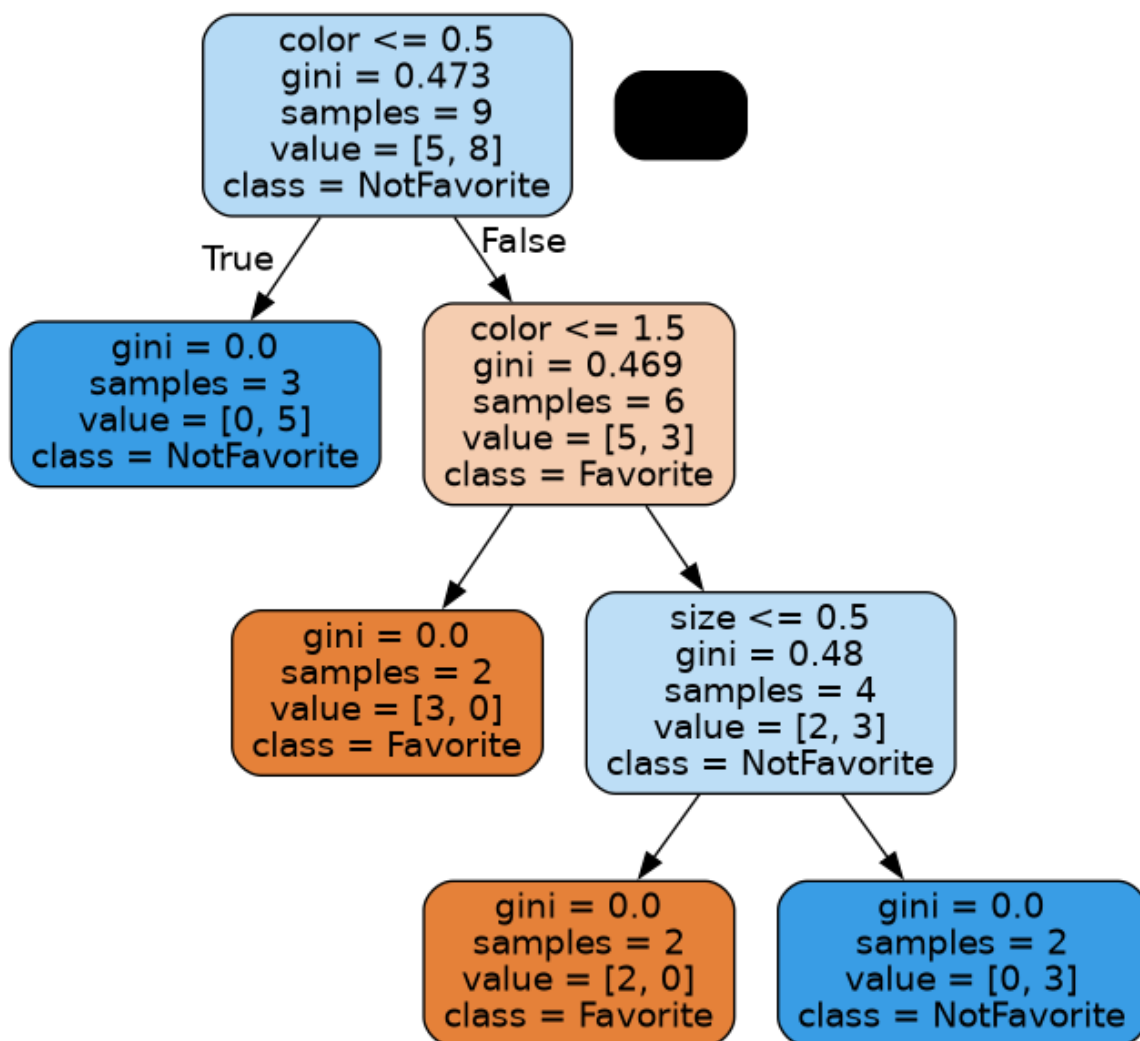 color <= 0.5
gini = 0.473
samples = 9
value = [5, 8]
class = NotFavorite
True
False
gini = 0.0
samples = 3
value = [0, 5]
class = NotFavorite
color <= 1.5
gini = 0.469
samples = 6
value = [5, 3]
class = Favorite
gini = 0.0
samples = 2
value = [3, 0]
class = Favorite
size <= 0.5
gini = 0.48
samples = 4
value = [2, 3]
class = NotFavorite
gini = 0.0
samples = 2
value = [2, 0]
class = Favorite
gini = 0.0
samples = 2
value = [0, 3]
class = NotFavorite